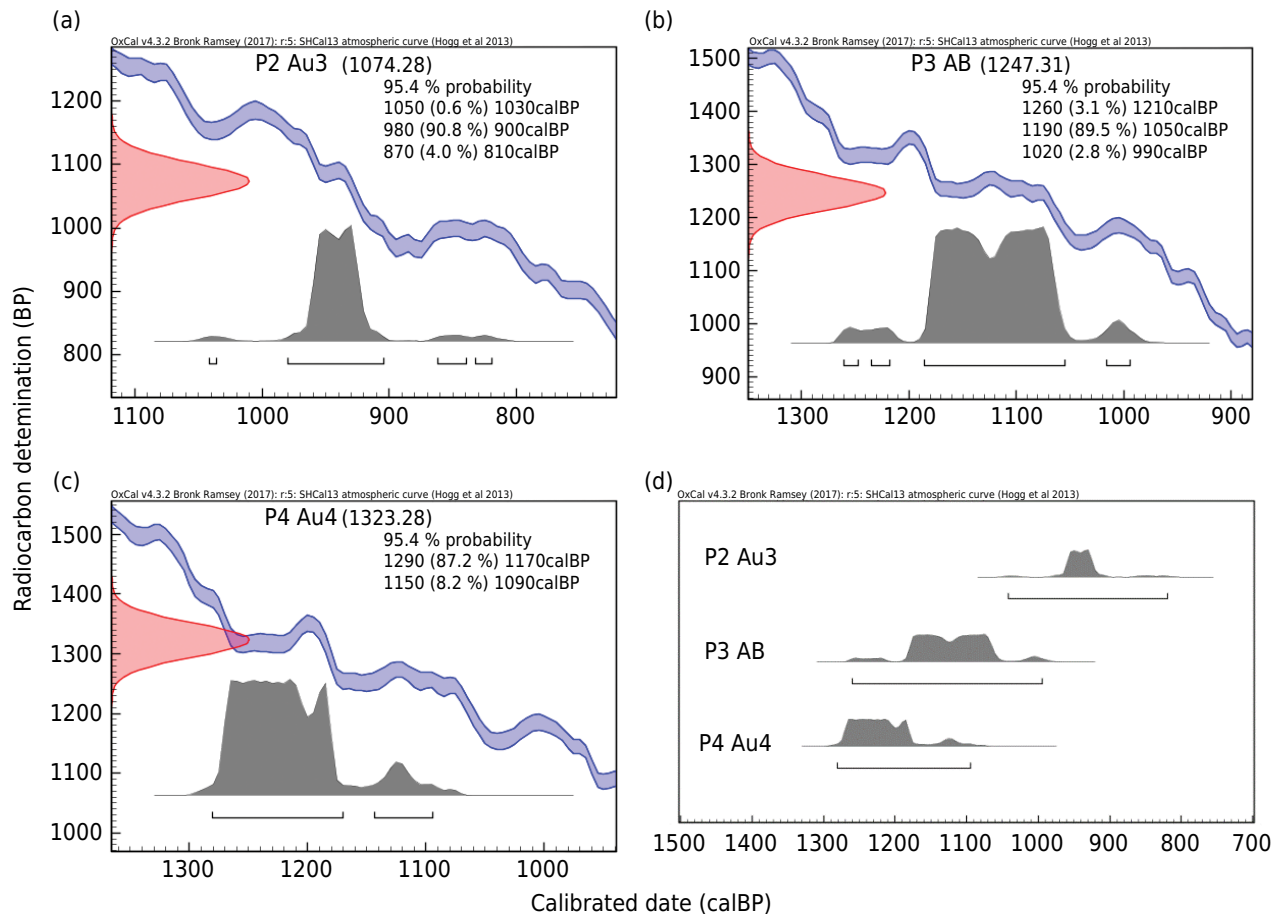 (a)
OxCal v4.3.2 Bronk Ramsey (2017): r:5: SHCal13 atmospheric curve (Hogg et al 2013)
P2 Au3 (1074.28)
95.4 % probability
1050 (0.6 %) 1030calBP
980 (90.8 %) 900calBP
870 (4.0 %) 810calBP
1200
1100
1000
900
800
1100 1000 900 800
(b)
OxCal v4.3.2 Bronk Ramsey (2017): r:5: SHCal13 atmospheric curve (Hogg et al 2013)
P3 AB (1247.31)
95.4 % probability
1260 (3.1 %) 1210calBP
1190 (89.5 %) 1050calBP
1020 (2.8 %) 990calBP
1500
1400
1300
1200
1100
1000
900
1300 1200 1100 1000 900
(c)
OxCal v4.3.2 Bronk Ramsey (2017): r:5: SHCal13 atmospheric curve (Hogg et al 2013)
P4 Au4 (1323.28)
95.4 % probability
1290 (87.2 %) 1170calBP
1150 (8.2 %) 1090calBP
1500
1400
1300
1200
1100
1000
1300 1200 1100 1000
(d)
OxCal v4.3.2 Bronk Ramsey (2017): r:5: SHCal13 atmospheric curve (Hogg et al 2013)
P2 Au3
P3 AB
P4 Au4
1500 1400 1300 1200 1100 1000 900 800 700
Radiocarbon detemination (BP)
Calibrated date (calBP)